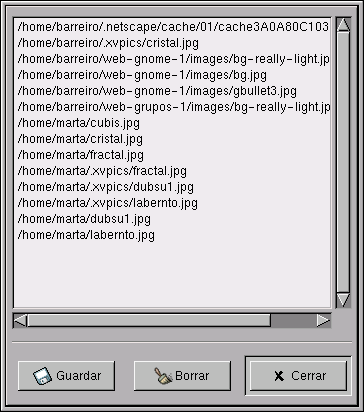 /home/barreiro/.netscape/cache/01/cache3A0A80C103
/home/barreiro/.xvpics/cristal.jpg
/home/barreiro/web-gnome-1/images/bg-really-light.jp
/home/barreiro/web-gnome-1/images/bg.jpg
/home/barreiro/web-gnome-1/images/gbullet3.jpg
/home/barreiro/web-grupos-1/images/bg-really-light.jp
/home/marta/cubis.jpg
/home/marta/cristal.jpg
/home/marta/fractal.jpg
/home/marta/.xvpics/fractal.jpg
/home/marta/.xvpics/dubsu1.jpg
/home/marta/.xvpics/labernto.jpg
/home/marta/dubsu1.jpg
/home/marta/labernto.jpg
Guardar Borrar Cerrar